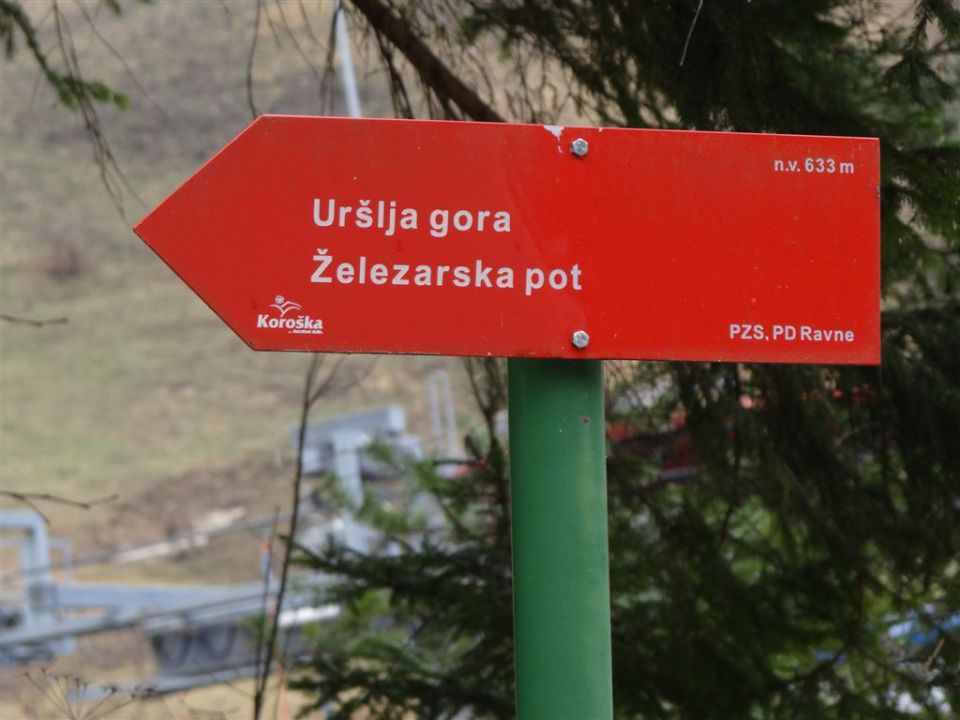 n.v. 633 m
Uršlja gora
Železarska pot
Koroška
PZS, PD Ravne